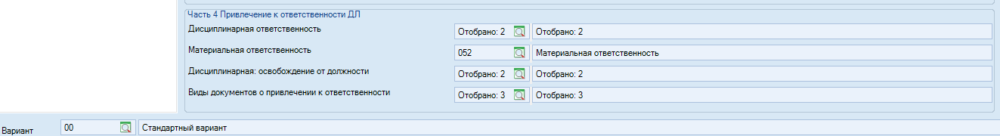 Часть 4 Привлечение к ответственности ДЛ
Дисциплинарная ответственность Отобрано: 2 Отобрано: 2
Материальная ответственность 052 Материальная ответственность
Дисциплинарная: освобождение от должности Отобрано: 2 Отобрано: 2
Виды документов о привлечении к ответственности Отобрано: 3 Отобрано: 3
Вариант 00 Стандартный вариант